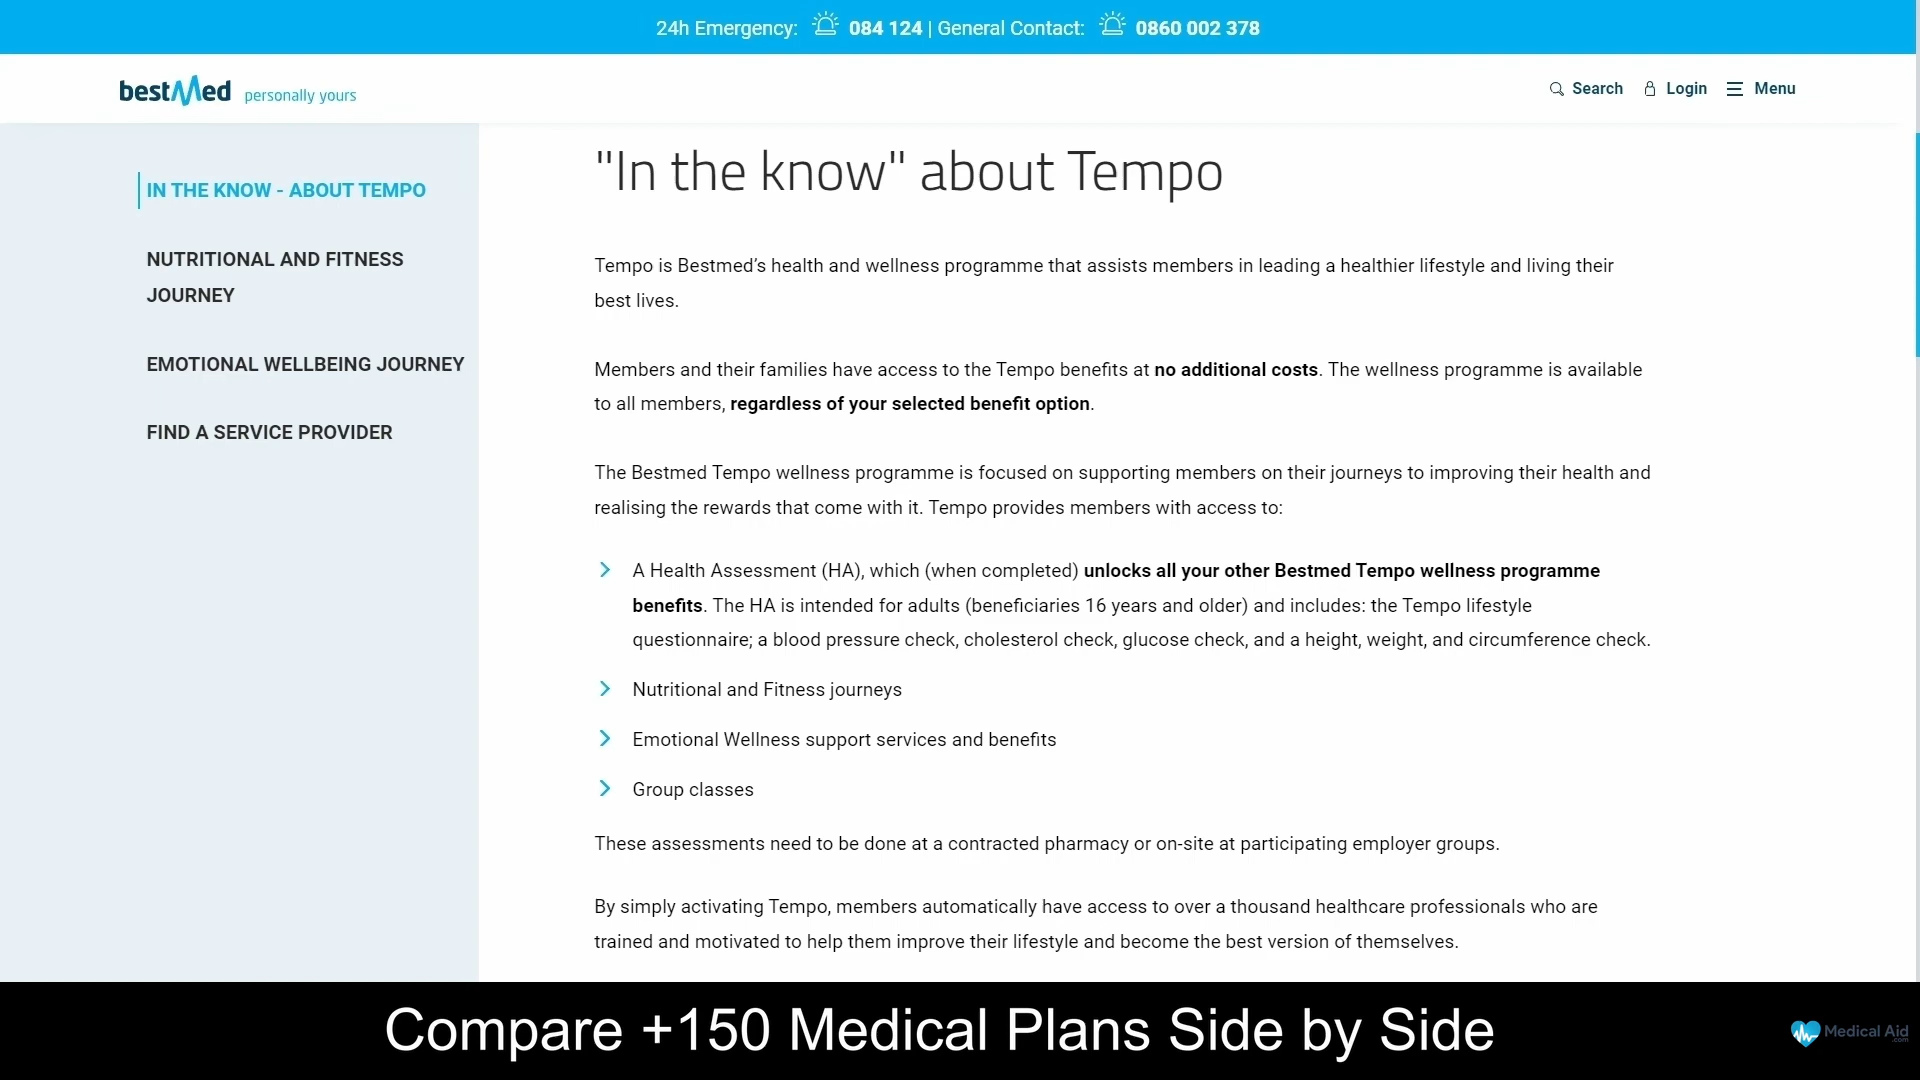 24h Emergency: 084 124 | General Contact: 0860 002 378
bestMed personally yours
Search Login Menu
IN THE KNOW - ABOUT TEMPO
NUTRITIONAL AND FITNESS
JOURNEY
EMOTIONAL WELLBEING JOURNEY
FIND A SERVICE PROVIDER
"In the know" about Tempo
Tempo is Bestmed’s health and wellness programme that assists members in leading a healthier lifestyle and living their
best lives.
Members and their families have access to the Tempo benefits at no additional costs. The wellness programme is available
to all members, regardless of your selected benefit option.
The Bestmed Tempo wellness programme is focused on supporting members on their journeys to improving their health and
realising the rewards that come with it. Tempo provides members with access to:
A Health Assessment (HA), which (when completed) unlocks all your other Bestmed Tempo wellness programme
benefits. The HA is intended for adults (beneficiaries 16 years and older) and includes: the Tempo lifestyle
questionnaire; a blood pressure check, cholesterol check, glucose check, and a height, weight, and circumference check.
Nutritional and Fitness journeys
Emotional Wellness support services and benefits
Group classes
These assessments need to be done at a contracted pharmacy or on-site at participating employer groups.
By simply activating Tempo, members automatically have access to over a thousand healthcare professionals who are
trained and motivated to help them improve their lifestyle and become the best version of themselves.
Compare +150 Medical Plans Side by Side
Medical Aid
.com